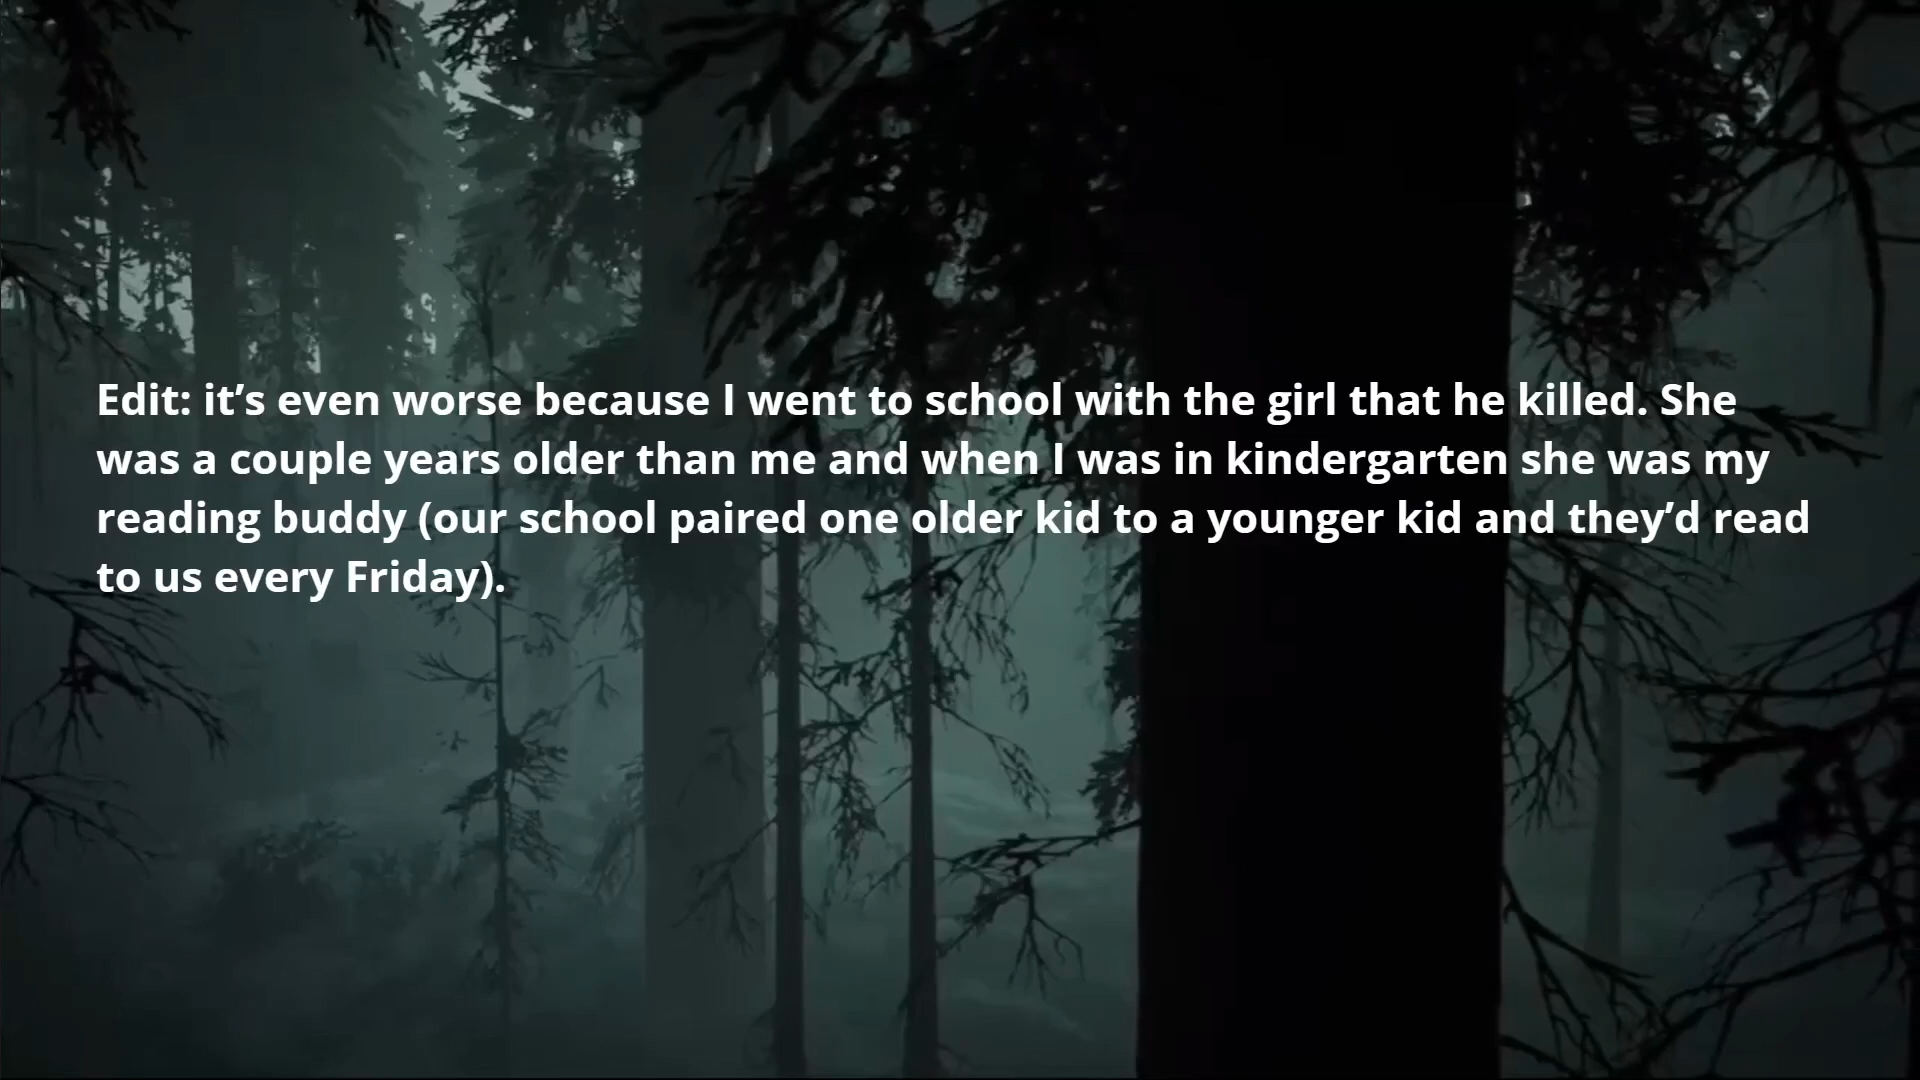 Edit: it’s even worse because I went to school with the girl that he killed. She
was a couple years older than me and when I was in kindergarten she was my
reading buddy (our school paired one older kid to a younger kid and they’d read
to us every Friday).